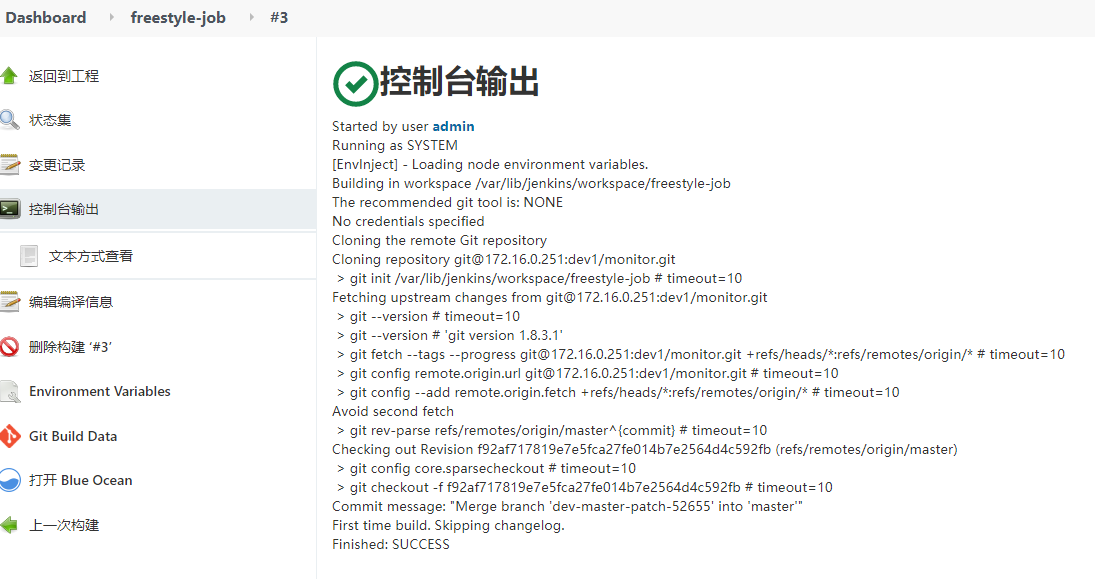 Dashboard freestyle-job #3
返回到工程
状态集
变更记录
控制台输出
文本方式查看
编辑编译信息
删除构建 ‘#3’
Environment Variables
Git Build Data
打开 Blue Ocean
上一次构建
控制台输出
Started by user admin
Running as SYSTEM
[EnvInject] - Loading node environment variables.
Building in workspace /var/lib/jenkins/workspace/freestyle-job
The recommended git tool is: NONE
No credentials specified
Cloning the remote Git repository
Cloning repository git@172.16.0.251:dev1/monitor.git
> git init /var/lib/jenkins/workspace/freestyle-job # timeout=10
Fetching upstream changes from git@172.16.0.251:dev1/monitor.git
> git --version # timeout=10
> git --version # 'git version 1.8.3.1'
> git fetch --tags --progress git@172.16.0.251:dev1/monitor.git +refs/heads/*:refs/remotes/origin/* # timeout=10
> git config remote.origin.url git@172.16.0.251:dev1/monitor.git # timeout=10
> git config --add remote.origin.fetch +refs/heads/*:refs/remotes/origin/* # timeout=10
Avoid second fetch
> git rev-parse refs/remotes/origin/master^{commit} # timeout=10
Checking out Revision f92af717819e7e5fca27fe014b7e2564d4c592fb (refs/remotes/origin/master)
> git config core.sparsecheckout # timeout=10
> git checkout -f f92af717819e7e5fca27fe014b7e2564d4c592fb # timeout=10
Commit message: "Merge branch 'dev-master-patch-52655' into 'master'"
First time build. Skipping changelog.
Finished: SUCCESS